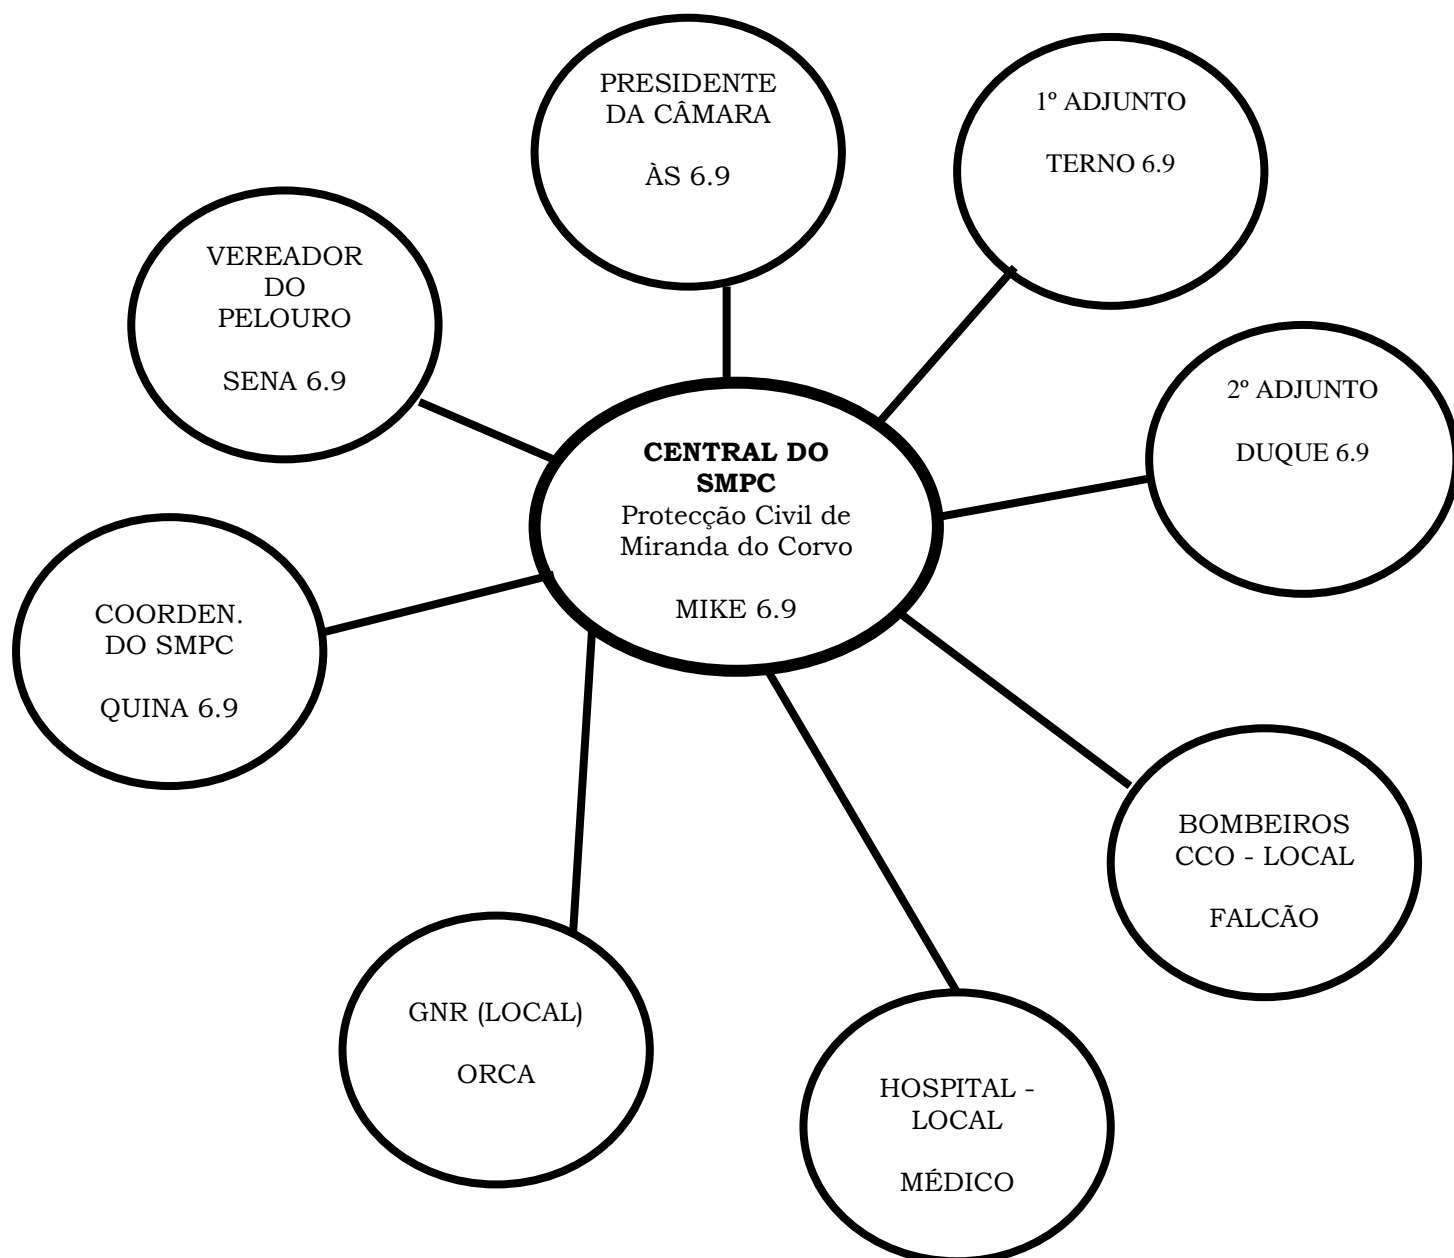 PRESIDENTE
DA CÂMARA
ÀS 6.9
1º ADJUNTO
TERNO 6.9
VEREADOR
DO
PELOURO
SENA 6.9
2º ADJUNTO
DUQUE 6.9
CENTRAL DO
SMPC
Protecção Civil de
Miranda do Corvo
MIKE 6.9
COORDEN.
DO SMPC
QUINA 6.9
BOMBEIROS
CCO - LOCAL
FALCÃO
GNR (LOCAL)
ORCA
HOSPITAL -
LOCAL
MÉDICO